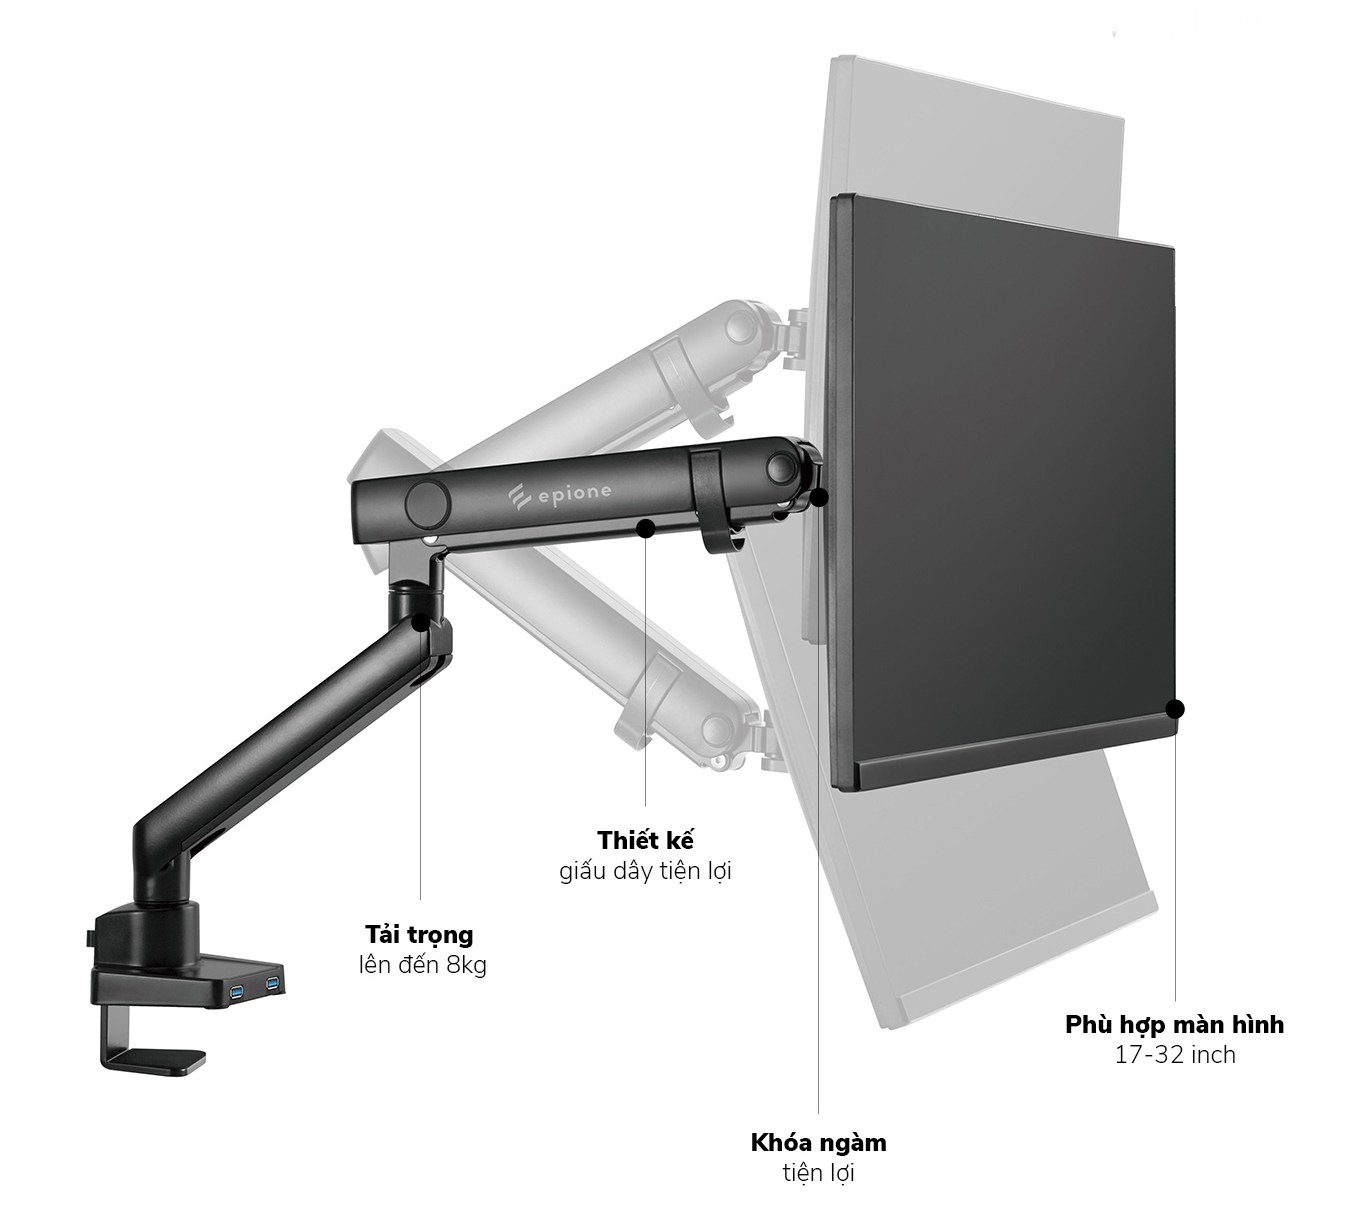 epione
Thiết kế
giấu dây tiện lợi
Tải trọng
lên đến 8kg
Phù hợp màn hình
17-32 inch
Khóa ngàm
tiện lợi